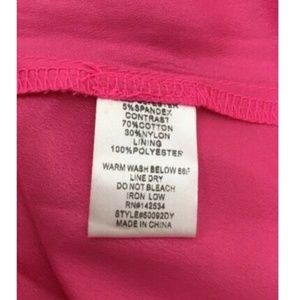 5%SPANDEX
CONTRAST
70%COTTON
30%NYLON
LINING
100%POLYESTER
WARM WASH BELOW
LINE DRY
DO NOT BLEACH
IRON LOW
RN#142534
STYLE#50092DY
MADE IN CHINA